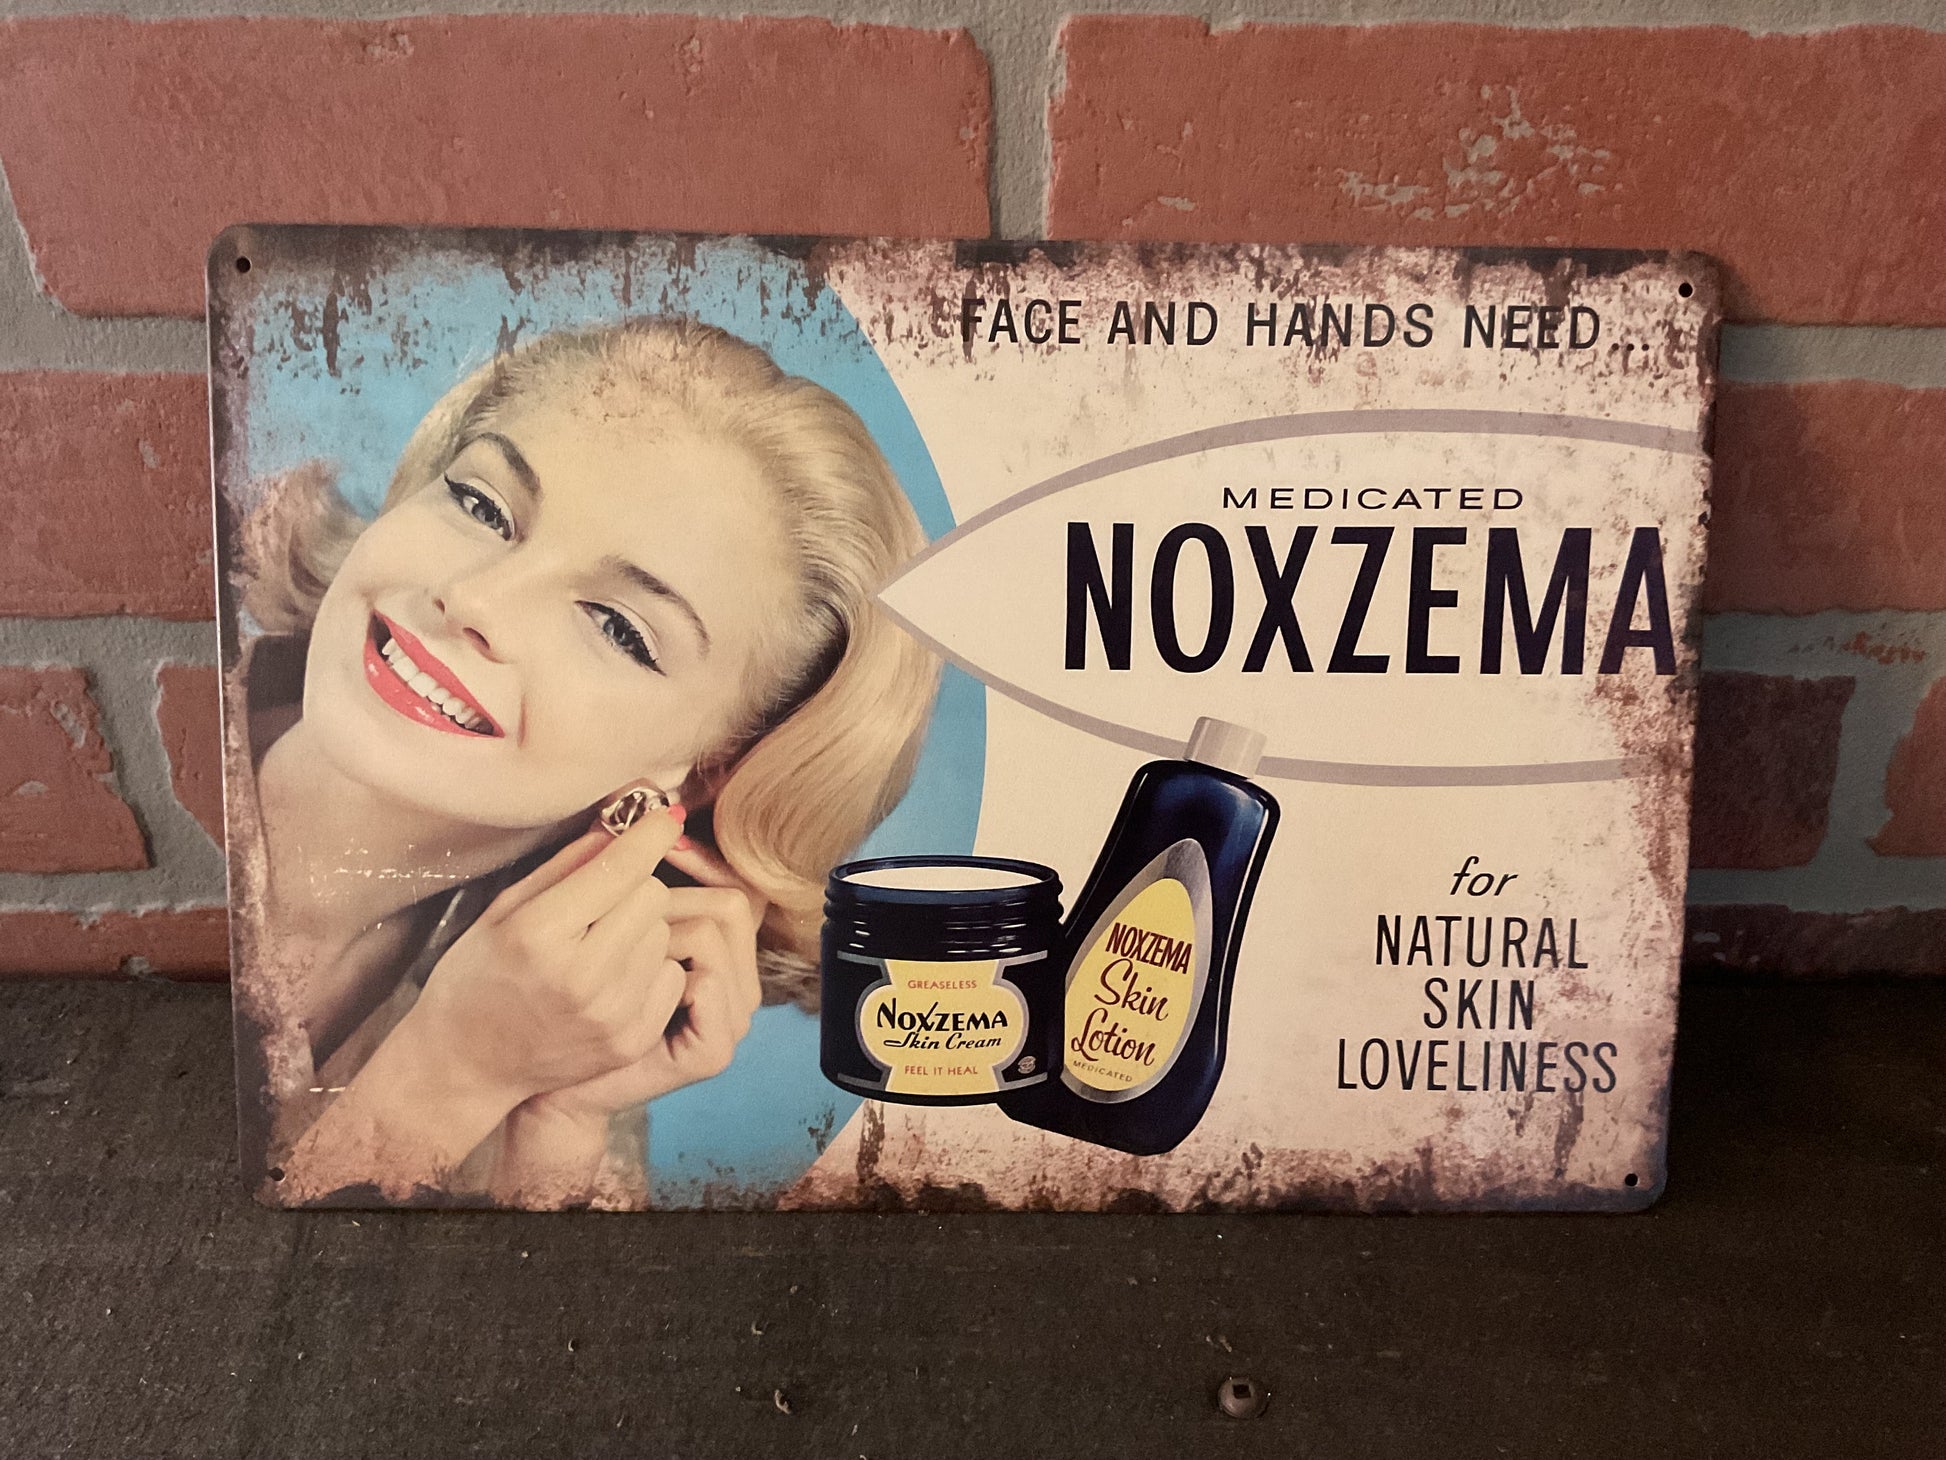 FACE AND HANDS NEED...
MEDICATED
NOXZEMA
for
NATURAL
SKIN
LOVELINESS
GREASELESS
NOXZEMA
Skin Cream
FEEL IT HEAL
NOXZEMA
Skin
Lotion
MEDICATED